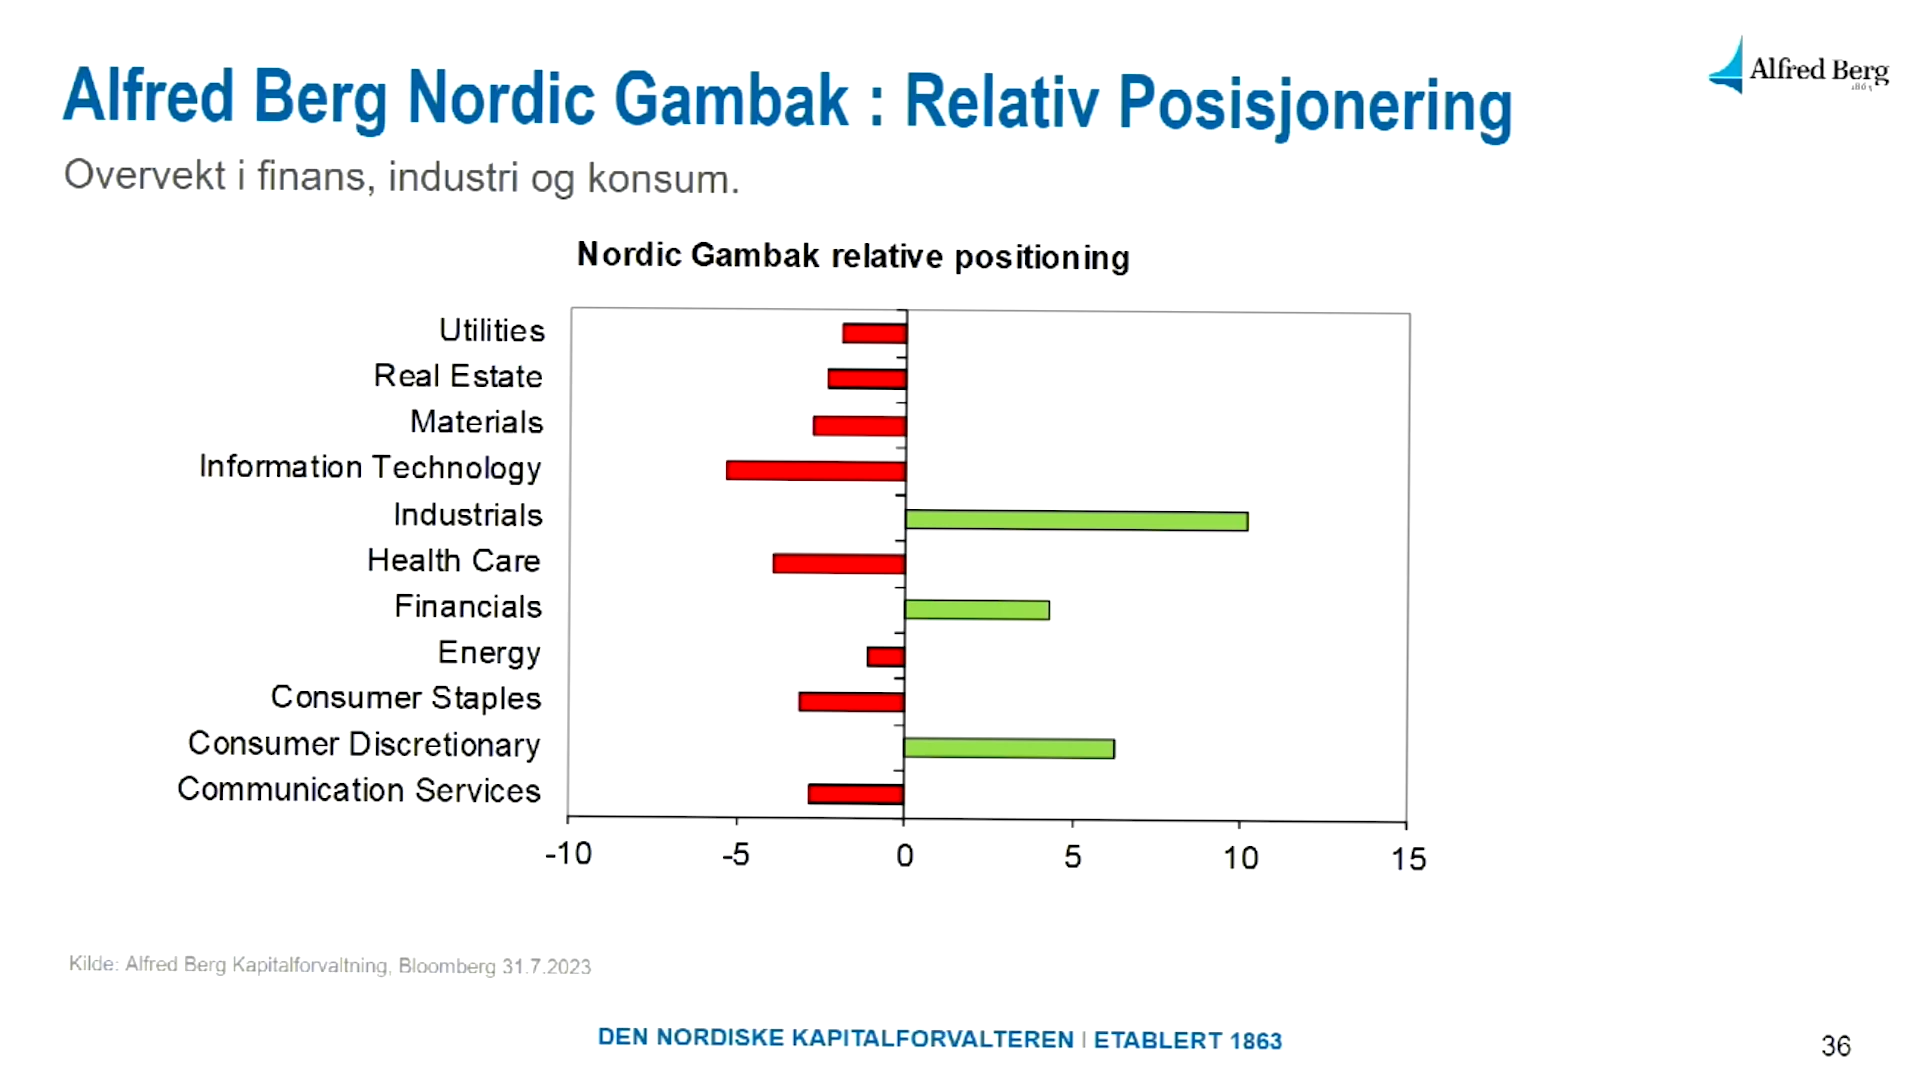 Alfred Berg
1863
Alfred Berg Nordic Gambak : Relativ Posisjonering
Overvekt i finans, industri og konsum.
Nordic Gambak relative positioning
Utilities
Real Estate
Materials
Information Technology
Industrials
Health Care
Financials
Energy
Consumer Staples
Consumer Discretionary
Communication Services
-10 -5 0 5 10 15
Kilde: Alfred Berg Kapitalforvaltning, Bloomberg 31.7.2023
DEN NORDISKE KAPITALFORVALTEREN | ETABLERT 1863
36